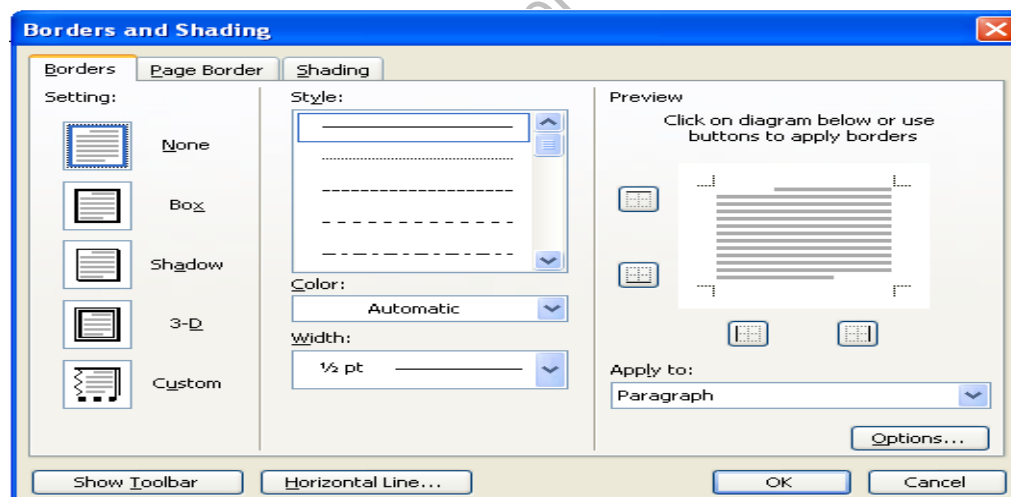 Borders and Shading
Borders Page Border Shading
Setting:
None
Box
Shadow
3-D
Custom
Style:
Color:
Automatic
Width:
½ pt
Preview
Click on diagram below or use
buttons to apply borders
Apply to:
Paragraph
Options...
Show Toolbar Horizontal Line... OK Cancel